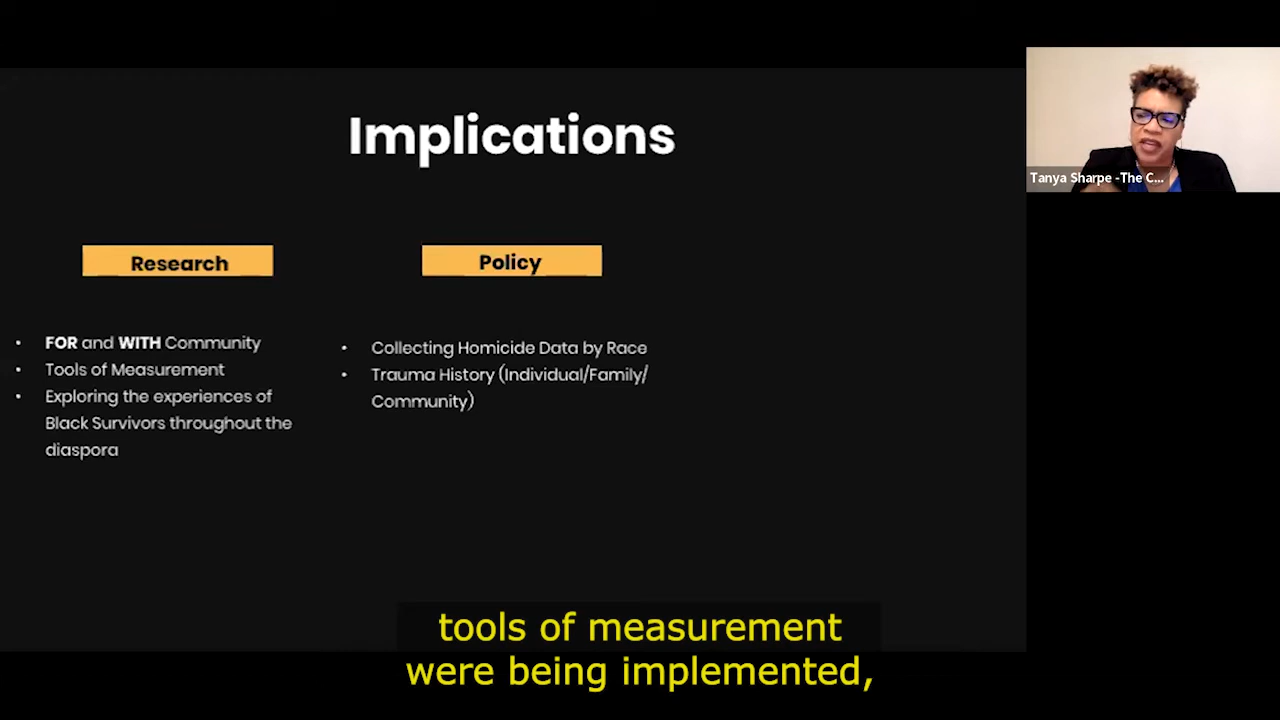 Implications
Research
Policy
• FOR and WITH Community
• Tools of Measurement
• Exploring the experiences of
Black Survivors throughout the
diaspora
• Collecting Homicide Data by Race
• Trauma History (Individual/Family/
Community)
Tanya Sharpe -The C...
tools of measurement
were being implemented,